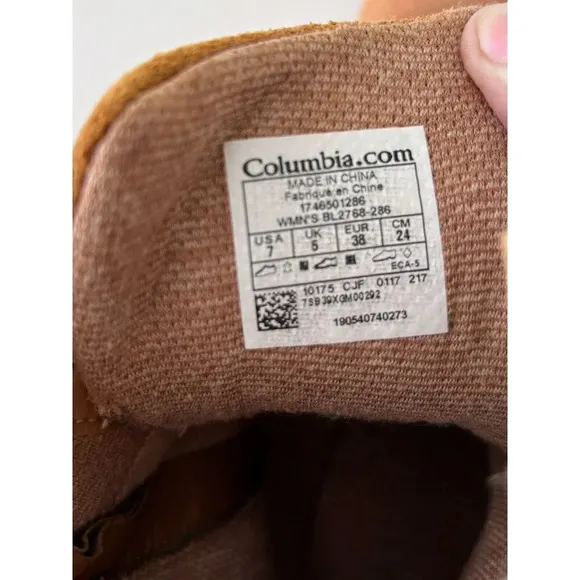 Columbia.com
MADE IN CHINA
Fabriqué en Chine
1746501286
WMN'S BL2768-286
USA UK EUR CM
7 5 38 24
ECA-5
10175 CJF 0117 217
7SB39XGM00292
190540740273